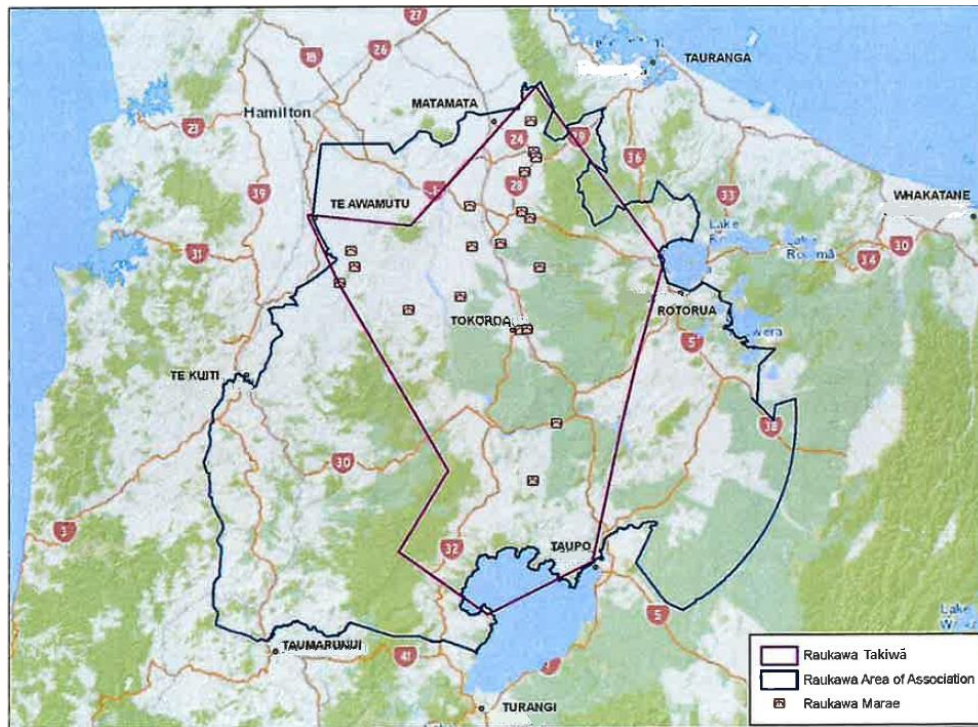 27
TAURANGA
26
1B
MATAMATA
Hamilton
23
24
29
36
39
28
1
33
WHAKATANE
TE AWAMUTU
Lake
Lake
30
31
34
TOKOROA
ROTORUA
5
TE KUITI
38
30
3
TAUPO
32
5
Lake
TAUMARUNUI
41
TURANGI
Raukawa Takiwā
Raukawa Area of Association
Raukawa Marae